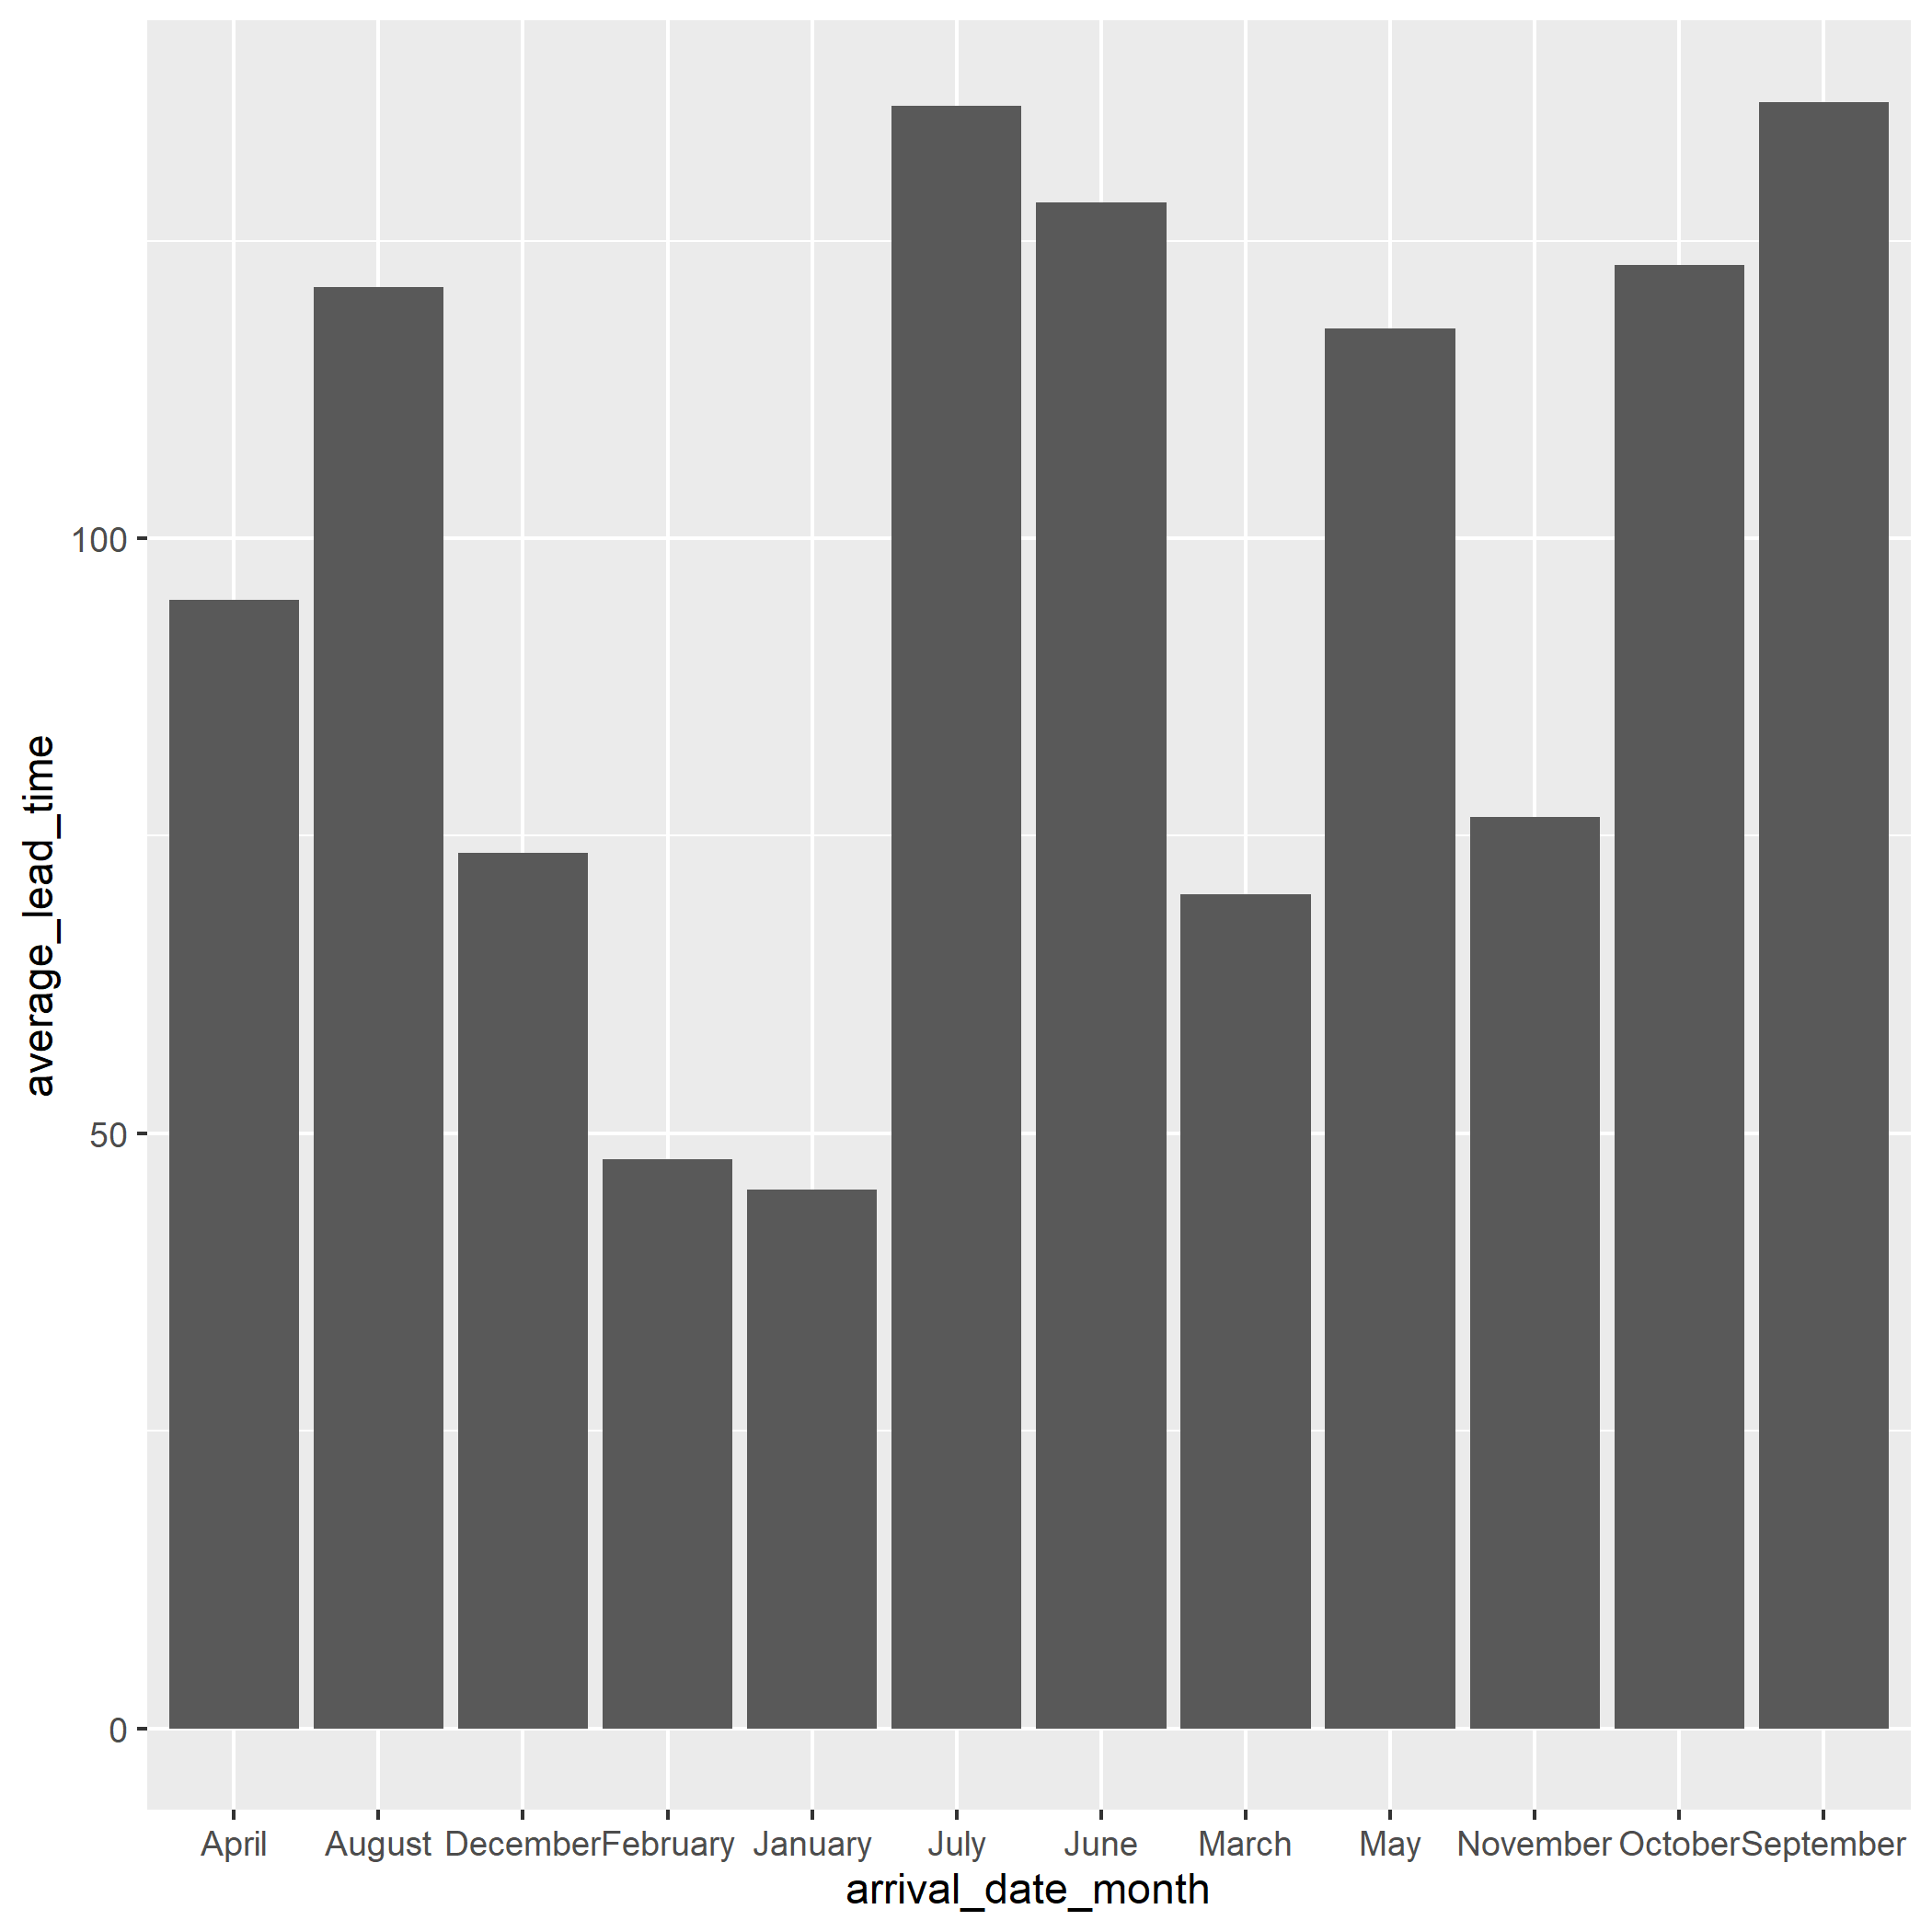 average_lead_time
100
50
0
April August December February January July June March May November October September
arrival_date_month